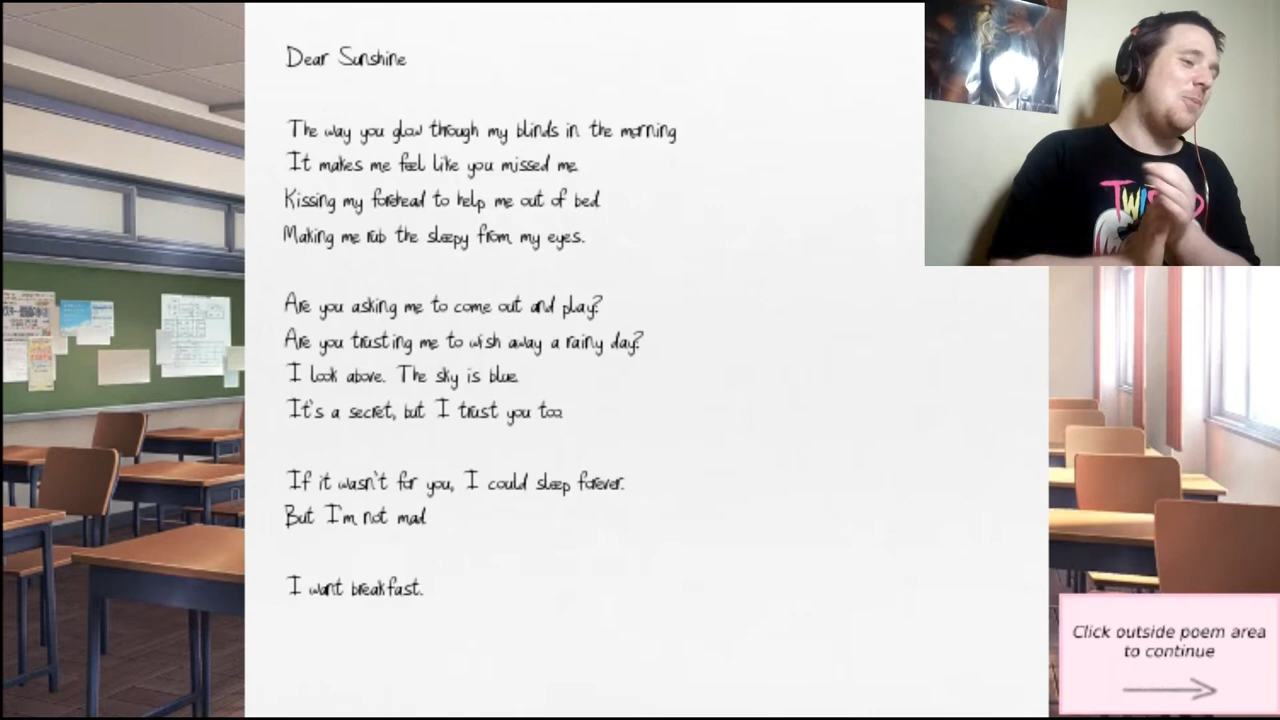 Dear Sunshine
The way you glow through my blinds in the morning
It makes me feel like you missed me.
Kissing my forehead to help me out of bed.
Making me rub the sleepy from my eyes.
Are you asking me to come out and play?
Are you trusting me to wish away a rainy day?
I look above. The sky is blue.
It's a secret, but I trust you too.
If it wasn't for you, I could sleep forever.
But I'm not mad.
I want breakfast.
Click outside poem area
to continue